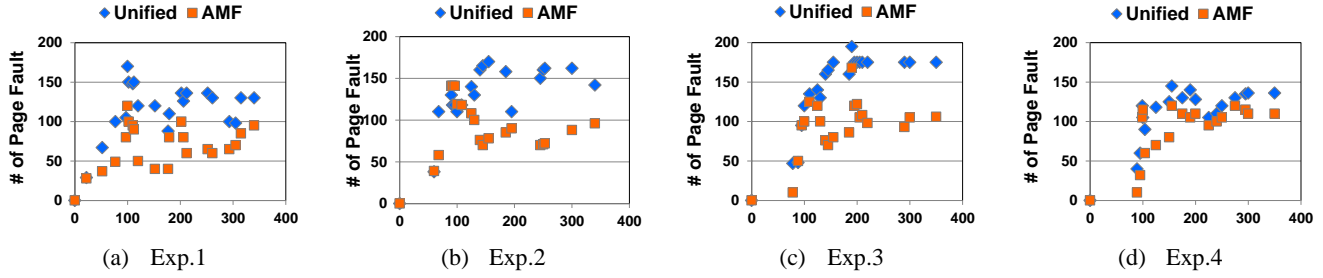 Unified AMF
# of Page Fault
200
150
100
50
0
0 100 200 300 400
(a) Exp.1
Unified AMF
# of Page Fault
200
150
100
50
0
0 100 200 300 400
(b) Exp.2
Unified AMF
# of Page Fault
200
150
100
50
0
0 100 200 300 400
(c) Exp.3
Unified AMF
# of Page Fault
200
150
100
50
0
0 100 200 300 400
(d) Exp.4